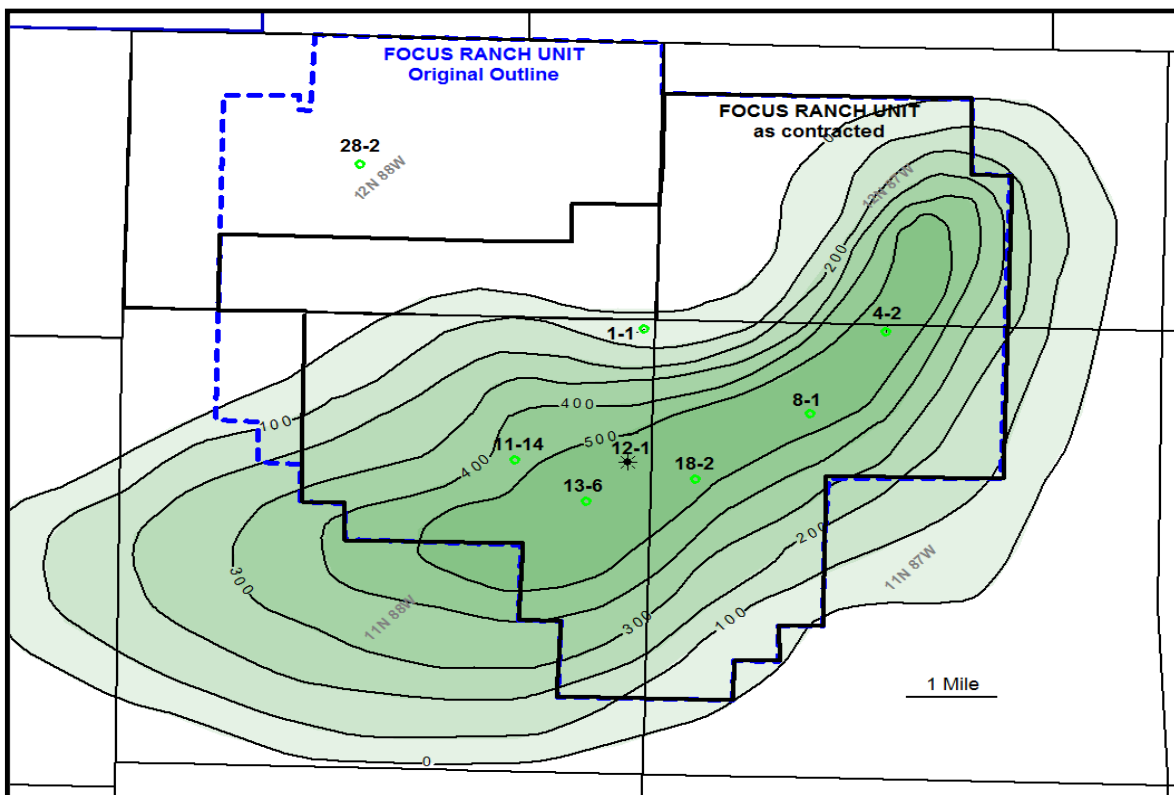 FOCUS RANCH UNIT
Original Outline
FOCUS RANCH UNIT
as contracted
0
28-2
12N 88W
12N 87W
200
4-2
1-1
8-1
100
400
500
11-14
12-1
400
18-2
13-6
200
11N 87W
300
11N 88W
300
100
1 Mile
0